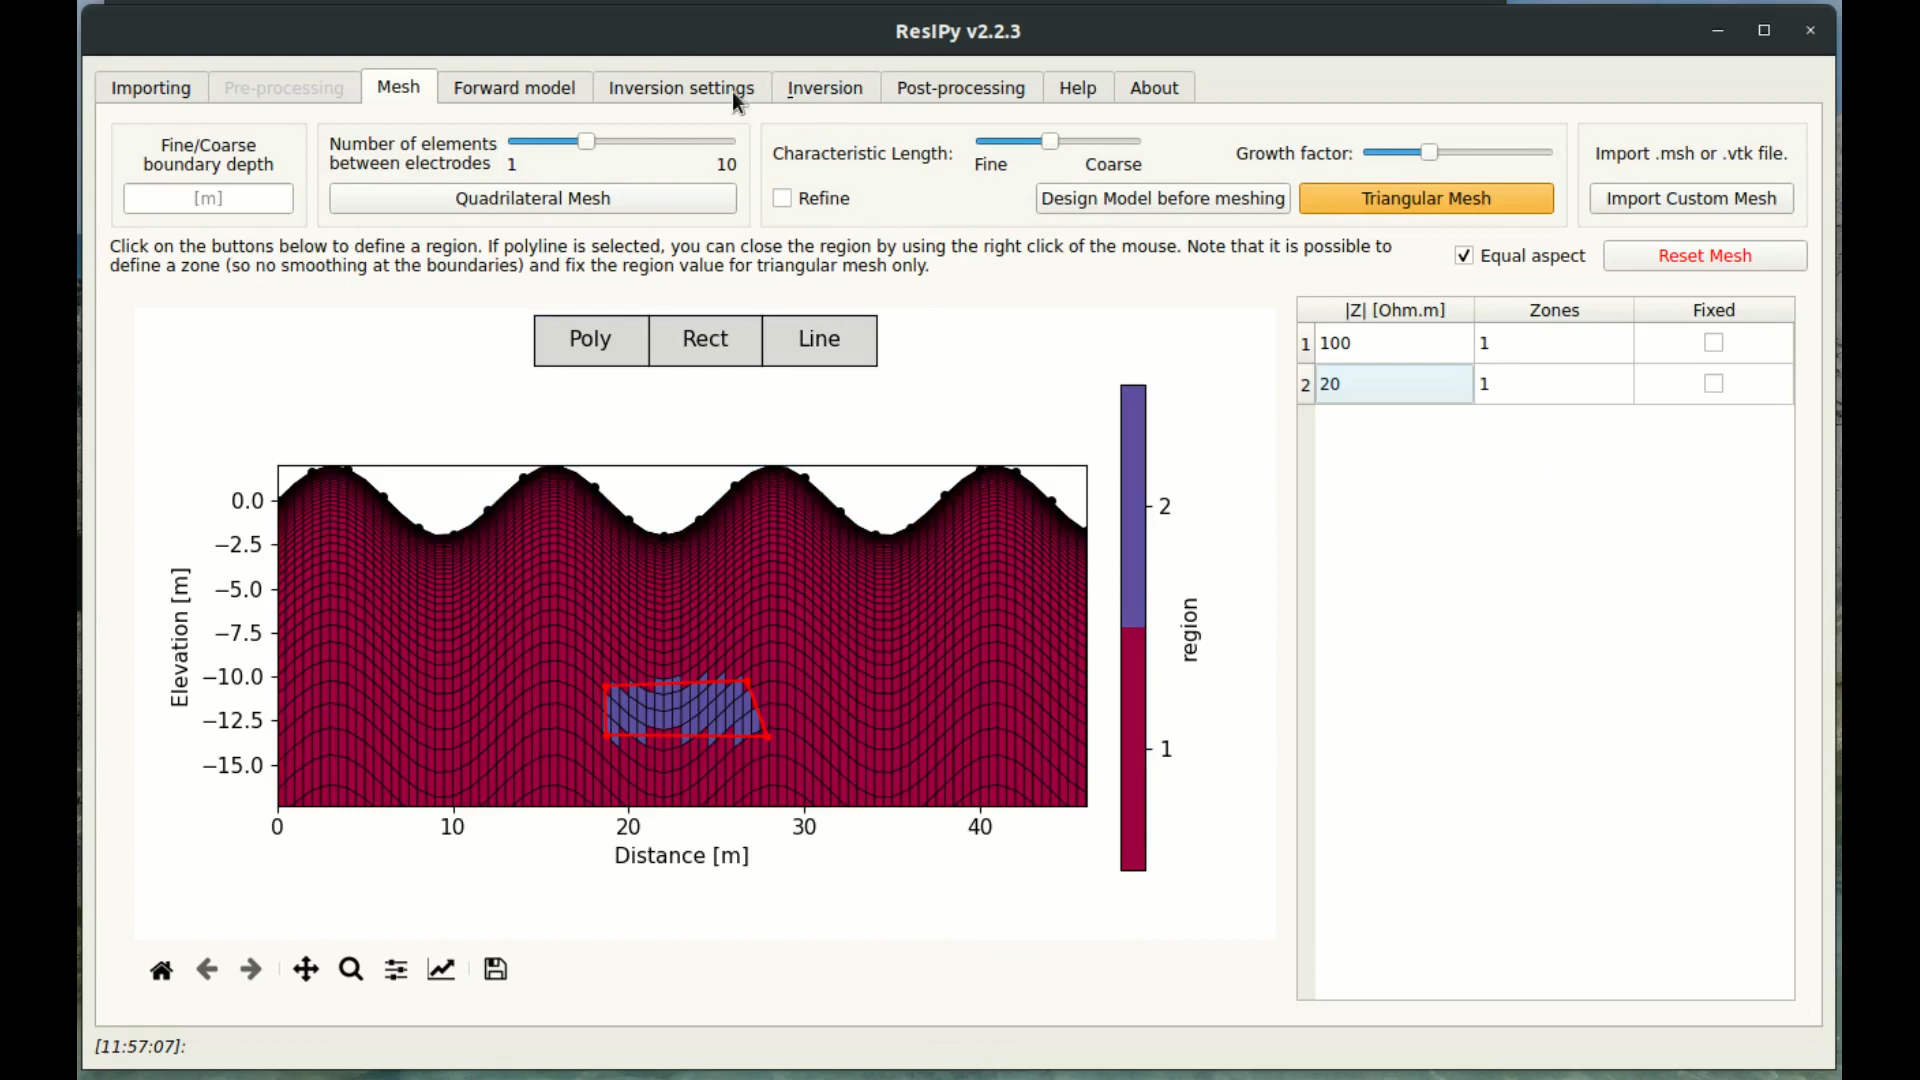 ResIPy v2.2.3
Importing Pre-processing Mesh Forward model Inversion settings Inversion Post-processing Help About
Fine/Coarse
boundary depth
[m]
Number of elements
between electrodes
1 10
Quadrilateral Mesh
Characteristic Length:
Fine Coarse
Growth factor:
Refine
Design Model before meshing
Triangular Mesh
Import .msh or .vtk file.
Import Custom Mesh
Click on the buttons below to define a region. If polyline is selected, you can close the region by using the right click of the mouse. Note that it is possible to
define a zone (so no smoothing at the boundaries) and fix the region value for triangular mesh only.
Equal aspect
Reset Mesh
Poly Rect Line
|Z| [Ohm.m] Zones Fixed
1 100 1
2 20 1
0.0
−2.5
−5.0
−7.5
−10.0
−12.5
−15.0
Elevation [m]
0 10 20 30 40
Distance [m]
2
1
region
[11:57:07]: